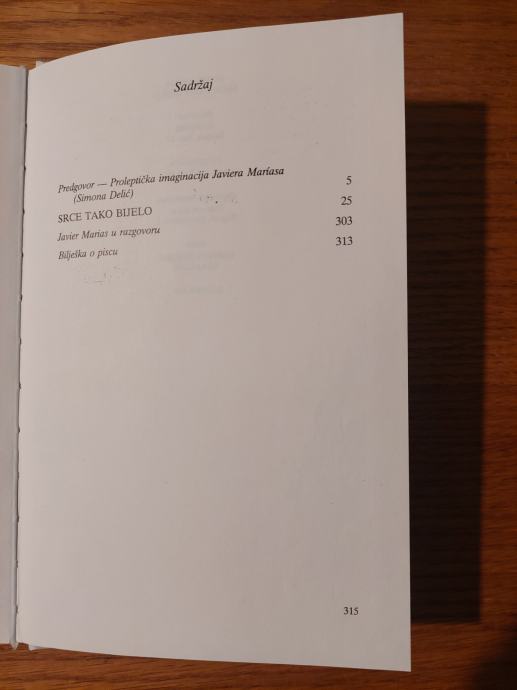 Sadržaj
Predgovor — Proleptička imaginacija Javiera Maríasa 5
(Simona Delić)
SRCE TAKO BIJELO 25
Javier Marias u razgovoru 303
Bilješka o piscu 313
315